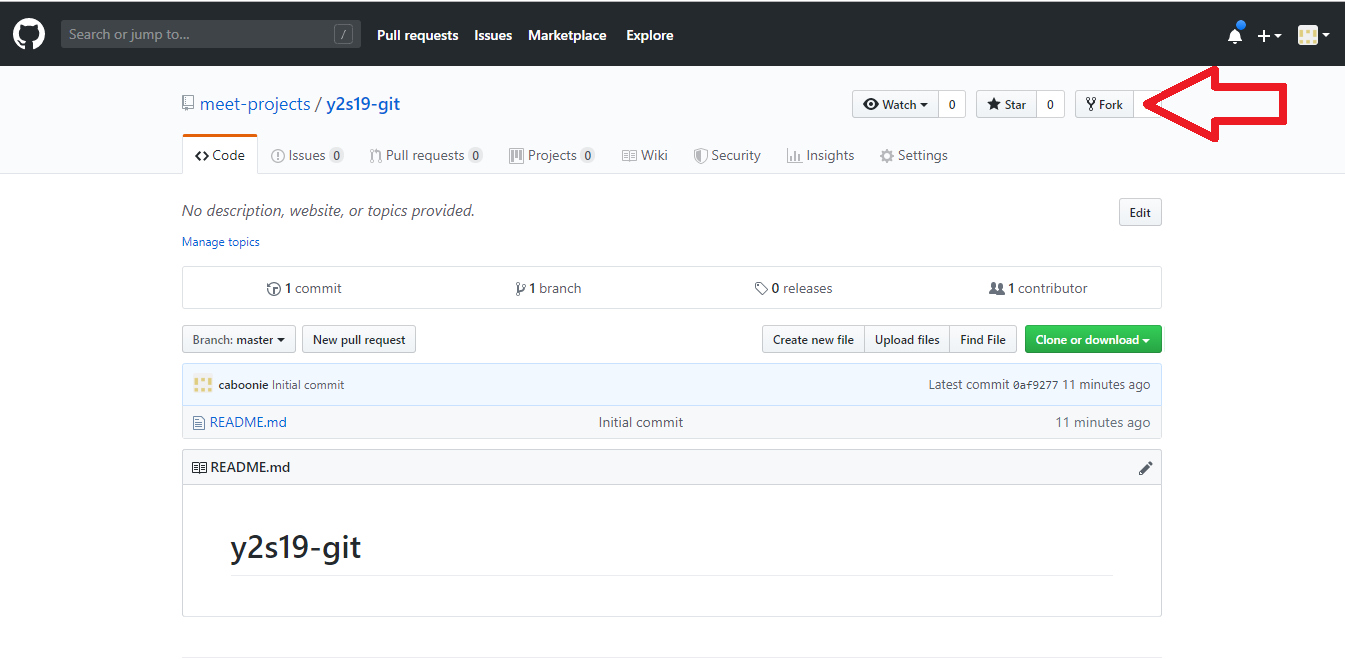 Search or jump to... / Pull requests Issues Marketplace Explore
meet-projects / y2s19-git Watch 0 Star 0 Fork
Code Issues 0 Pull requests 0 Projects 0 Wiki Security Insights Settings
No description, website, or topics provided. Edit
Manage topics
1 commit 1 branch 0 releases 1 contributor
Branch: master New pull request Create new file Upload files Find File Clone or download
caboonie Initial commit Latest commit 0af9277 11 minutes ago
README.md Initial commit 11 minutes ago
README.md
y2s19-git